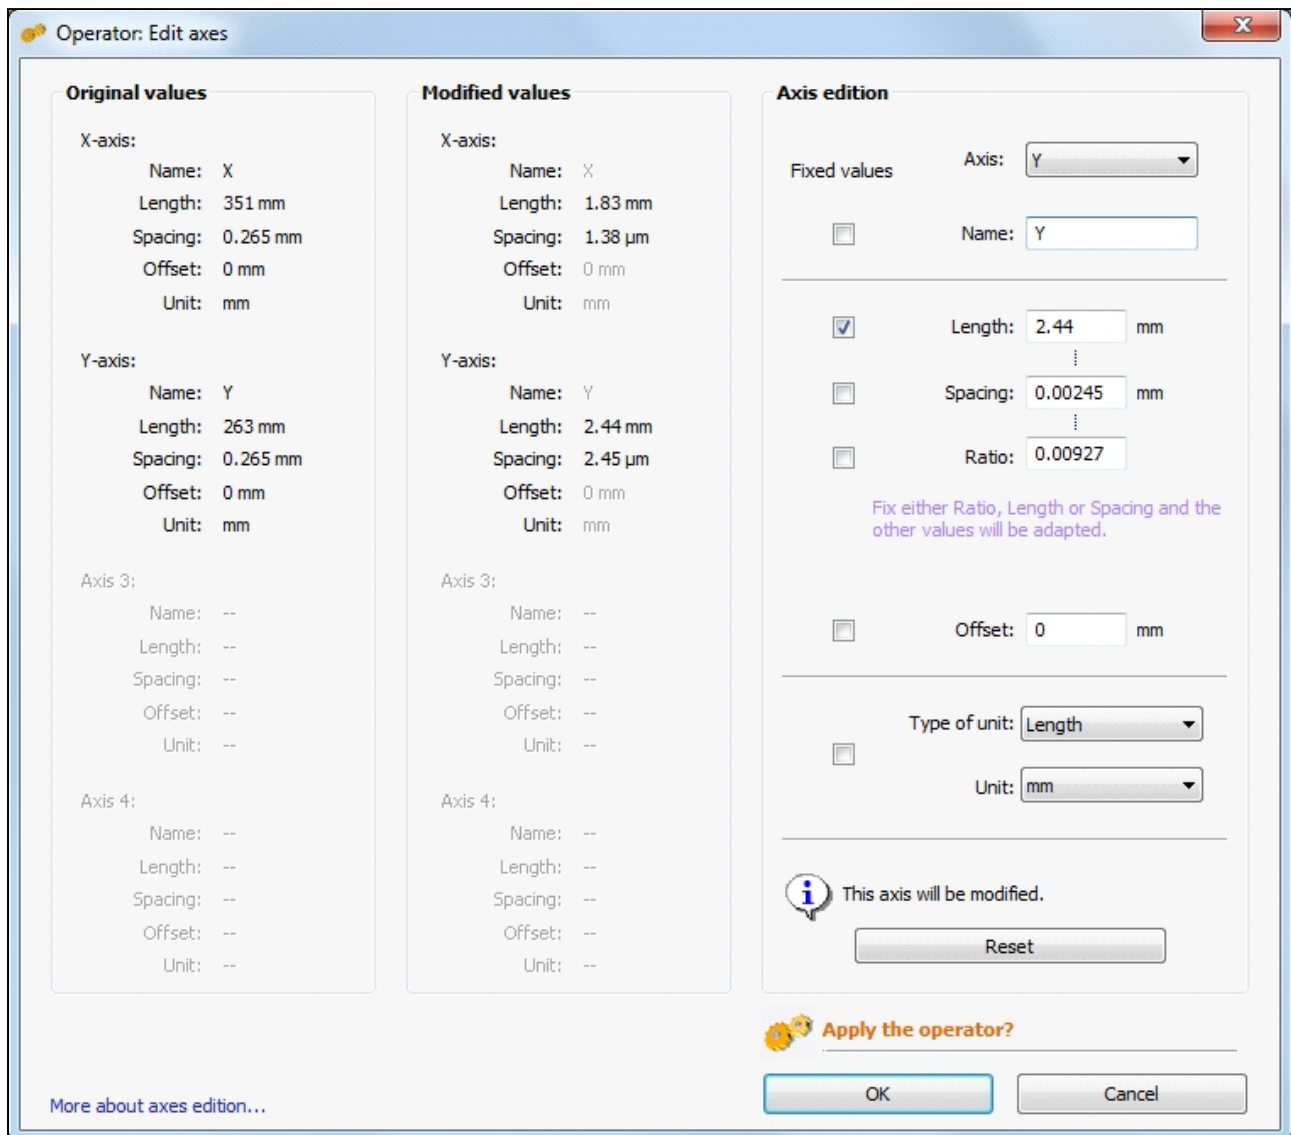 Operator: Edit axes
Original values
X-axis:
Name: X
Length: 351 mm
Spacing: 0.265 mm
Offset: 0 mm
Unit: mm
Y-axis:
Name: Y
Length: 263 mm
Spacing: 0.265 mm
Offset: 0 mm
Unit: mm
Axis 3:
Name: --
Length: --
Spacing: --
Offset: --
Unit: --
Axis 4:
Name: --
Length: --
Spacing: --
Offset: --
Unit: --
Modified values
X-axis:
Name: X
Length: 1.83 mm
Spacing: 1.38 µm
Offset: 0 mm
Unit: mm
Y-axis:
Name: Y
Length: 2.44 mm
Spacing: 2.45 µm
Offset: 0 mm
Unit: mm
Axis 3:
Name: --
Length: --
Spacing: --
Offset: --
Unit: --
Axis 4:
Name: --
Length: --
Spacing: --
Offset: --
Unit: --
Axis edition
Fixed values Axis: Y
Name: Y
Length: 2.44 mm
Spacing: 0.00245 mm
Ratio: 0.00927
Fix either Ratio, Length or Spacing and the
other values will be adapted.
Offset: 0 mm
Type of unit: Length
Unit: mm
This axis will be modified.
Reset
Apply the operator?
OK Cancel
More about axes edition...